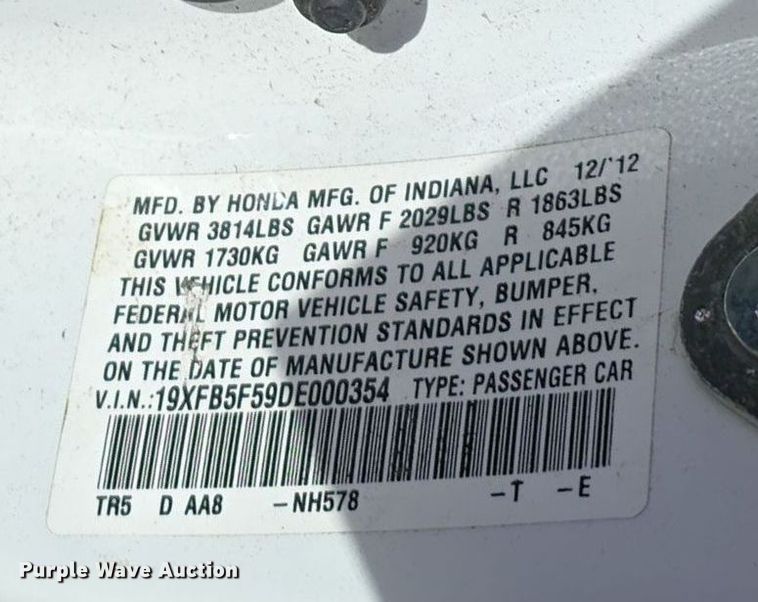 MFD. BY HONDA MFG. OF INDIANA, LLC 12/'12
GVWR 3814LBS GAWR F 2029LBS R 1863LBS
GVWR 1730KG GAWR F 920KG R 845KG
THIS VEHICLE CONFORMS TO ALL APPLICABLE
FEDERAL MOTOR VEHICLE SAFETY, BUMPER,
AND THEFT PREVENTION STANDARDS IN EFFECT
ON THE DATE OF MANUFACTURE SHOWN ABOVE.
V.I.N.:19XFB5F59DE000354 TYPE: PASSENGER CAR
TR5 D AA8 -NH578 -T -E
Purple Wave Auction